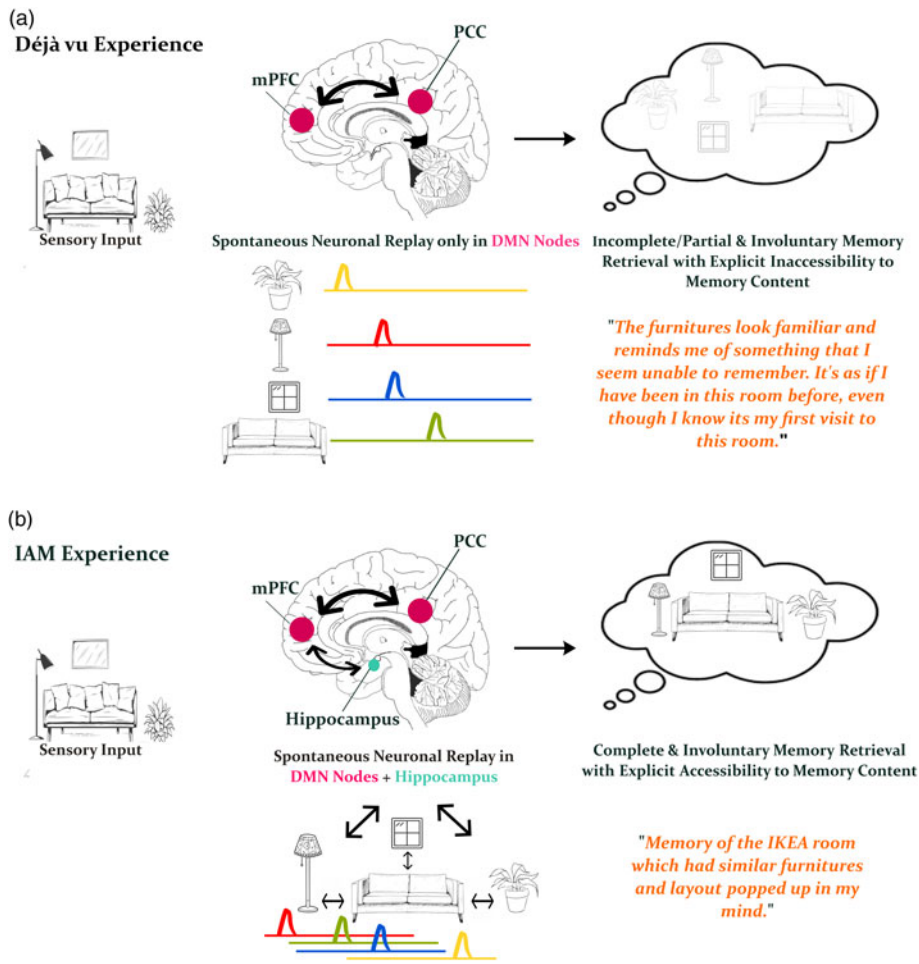 (a)
Déjà vu Experience
PCC
mPFC
Sensory Input
Spontaneous Neuronal Replay only in DMN Nodes
Incomplete/Partial & Involuntary Memory
Retrieval with Explicit Inaccessibility to
Memory Content
"The furnitures look familiar and
reminds me of something that I
seem unable to remember. It's as if I
have been in this room before, even
though I know its my first visit to
this room."
(b)
IAM Experience
PCC
mPFC
Hippocampus
Sensory Input
Spontaneous Neuronal Replay in
DMN Nodes + Hippocampus
Complete & Involuntary Memory Retrieval
with Explicit Accessibility to Memory Content
"Memory of the IKEA room
which had similar furnitures
and layout popped up in my
mind."